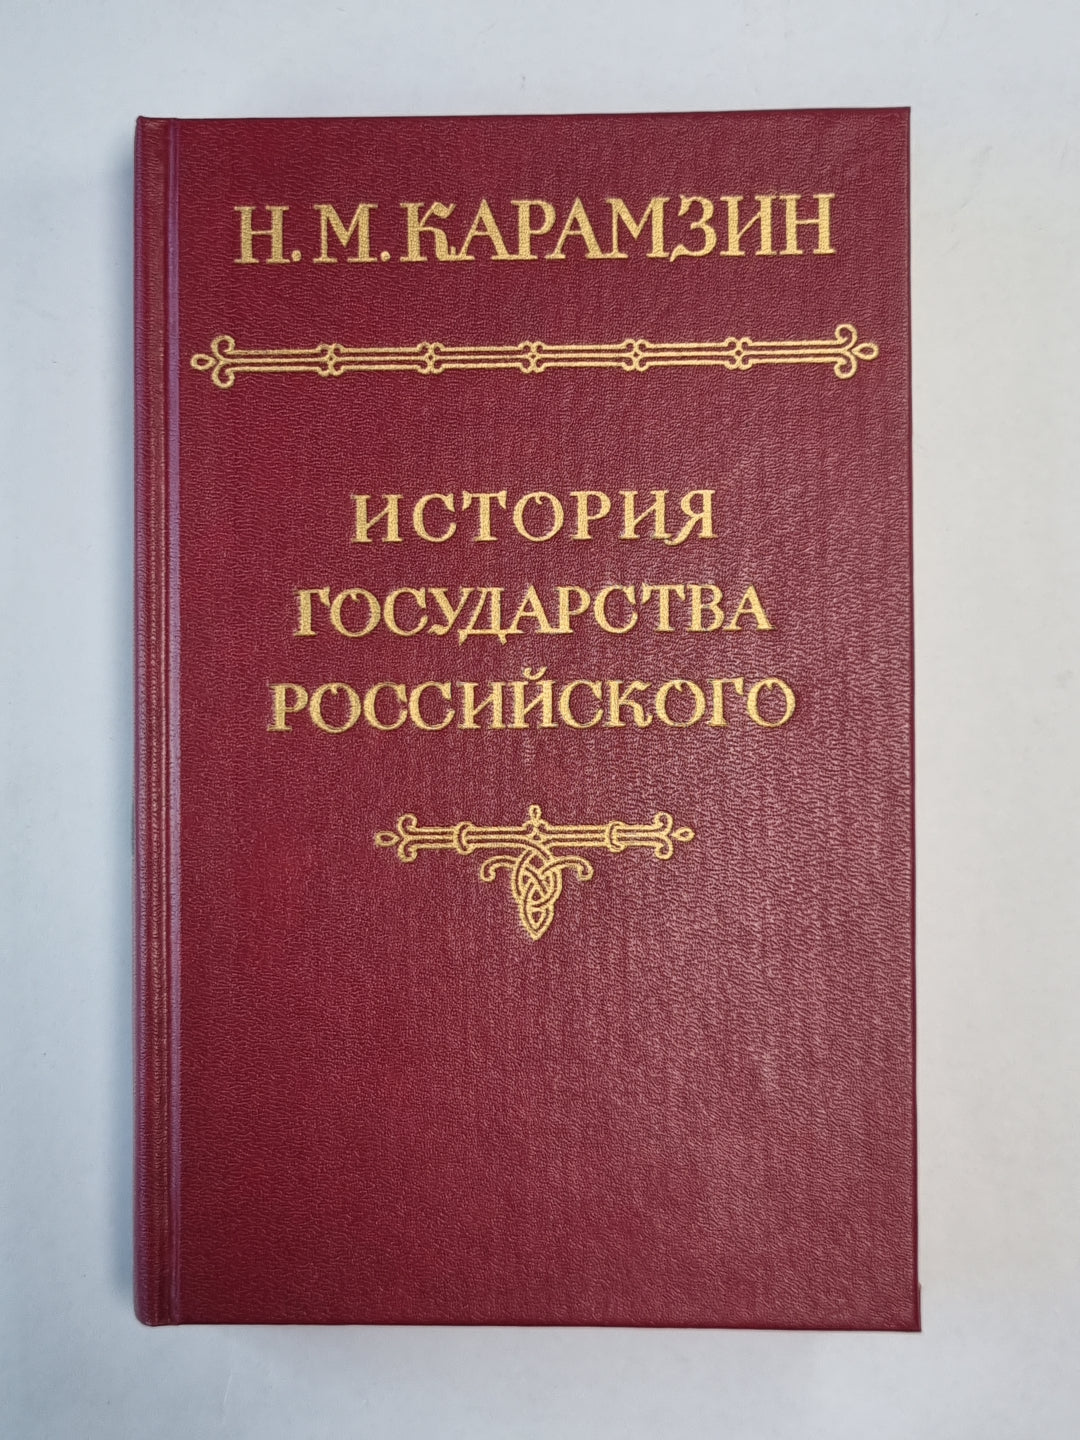 Н. М. КАРАМЗИН
ИСТОРИЯ
ГОСУДАРСТВА
РОССИЙСКОГО